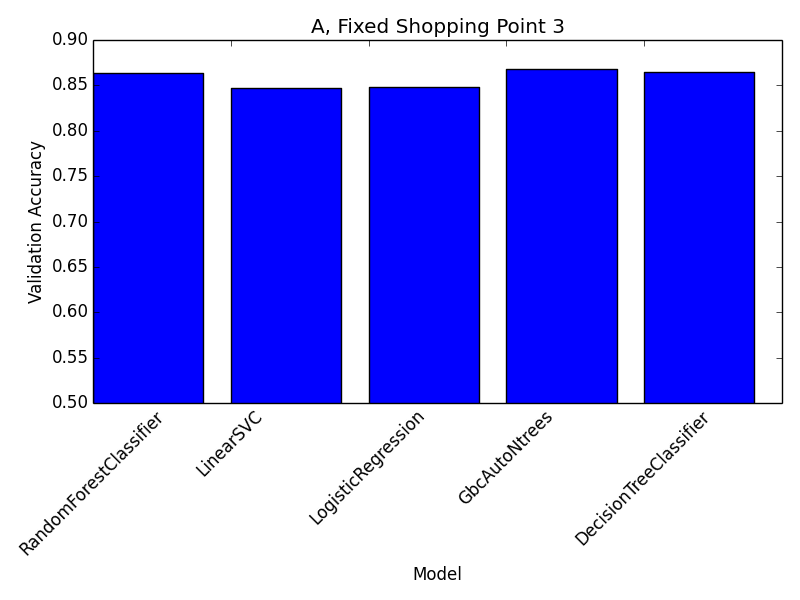 A, Fixed Shopping Point 3
0.90
0.85
0.80
0.75
0.70
0.65
0.60
0.55
0.50
Validation Accuracy
RandomForestClassifier
LinearSVC
LogisticRegression
GbcAutoNtrees
DecisionTreeClassifier
Model